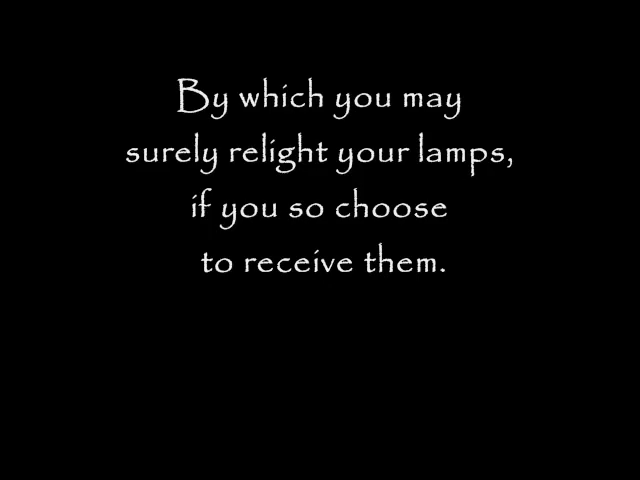 By which you may
surely relight your lamps,
if you so choose
to receive them.